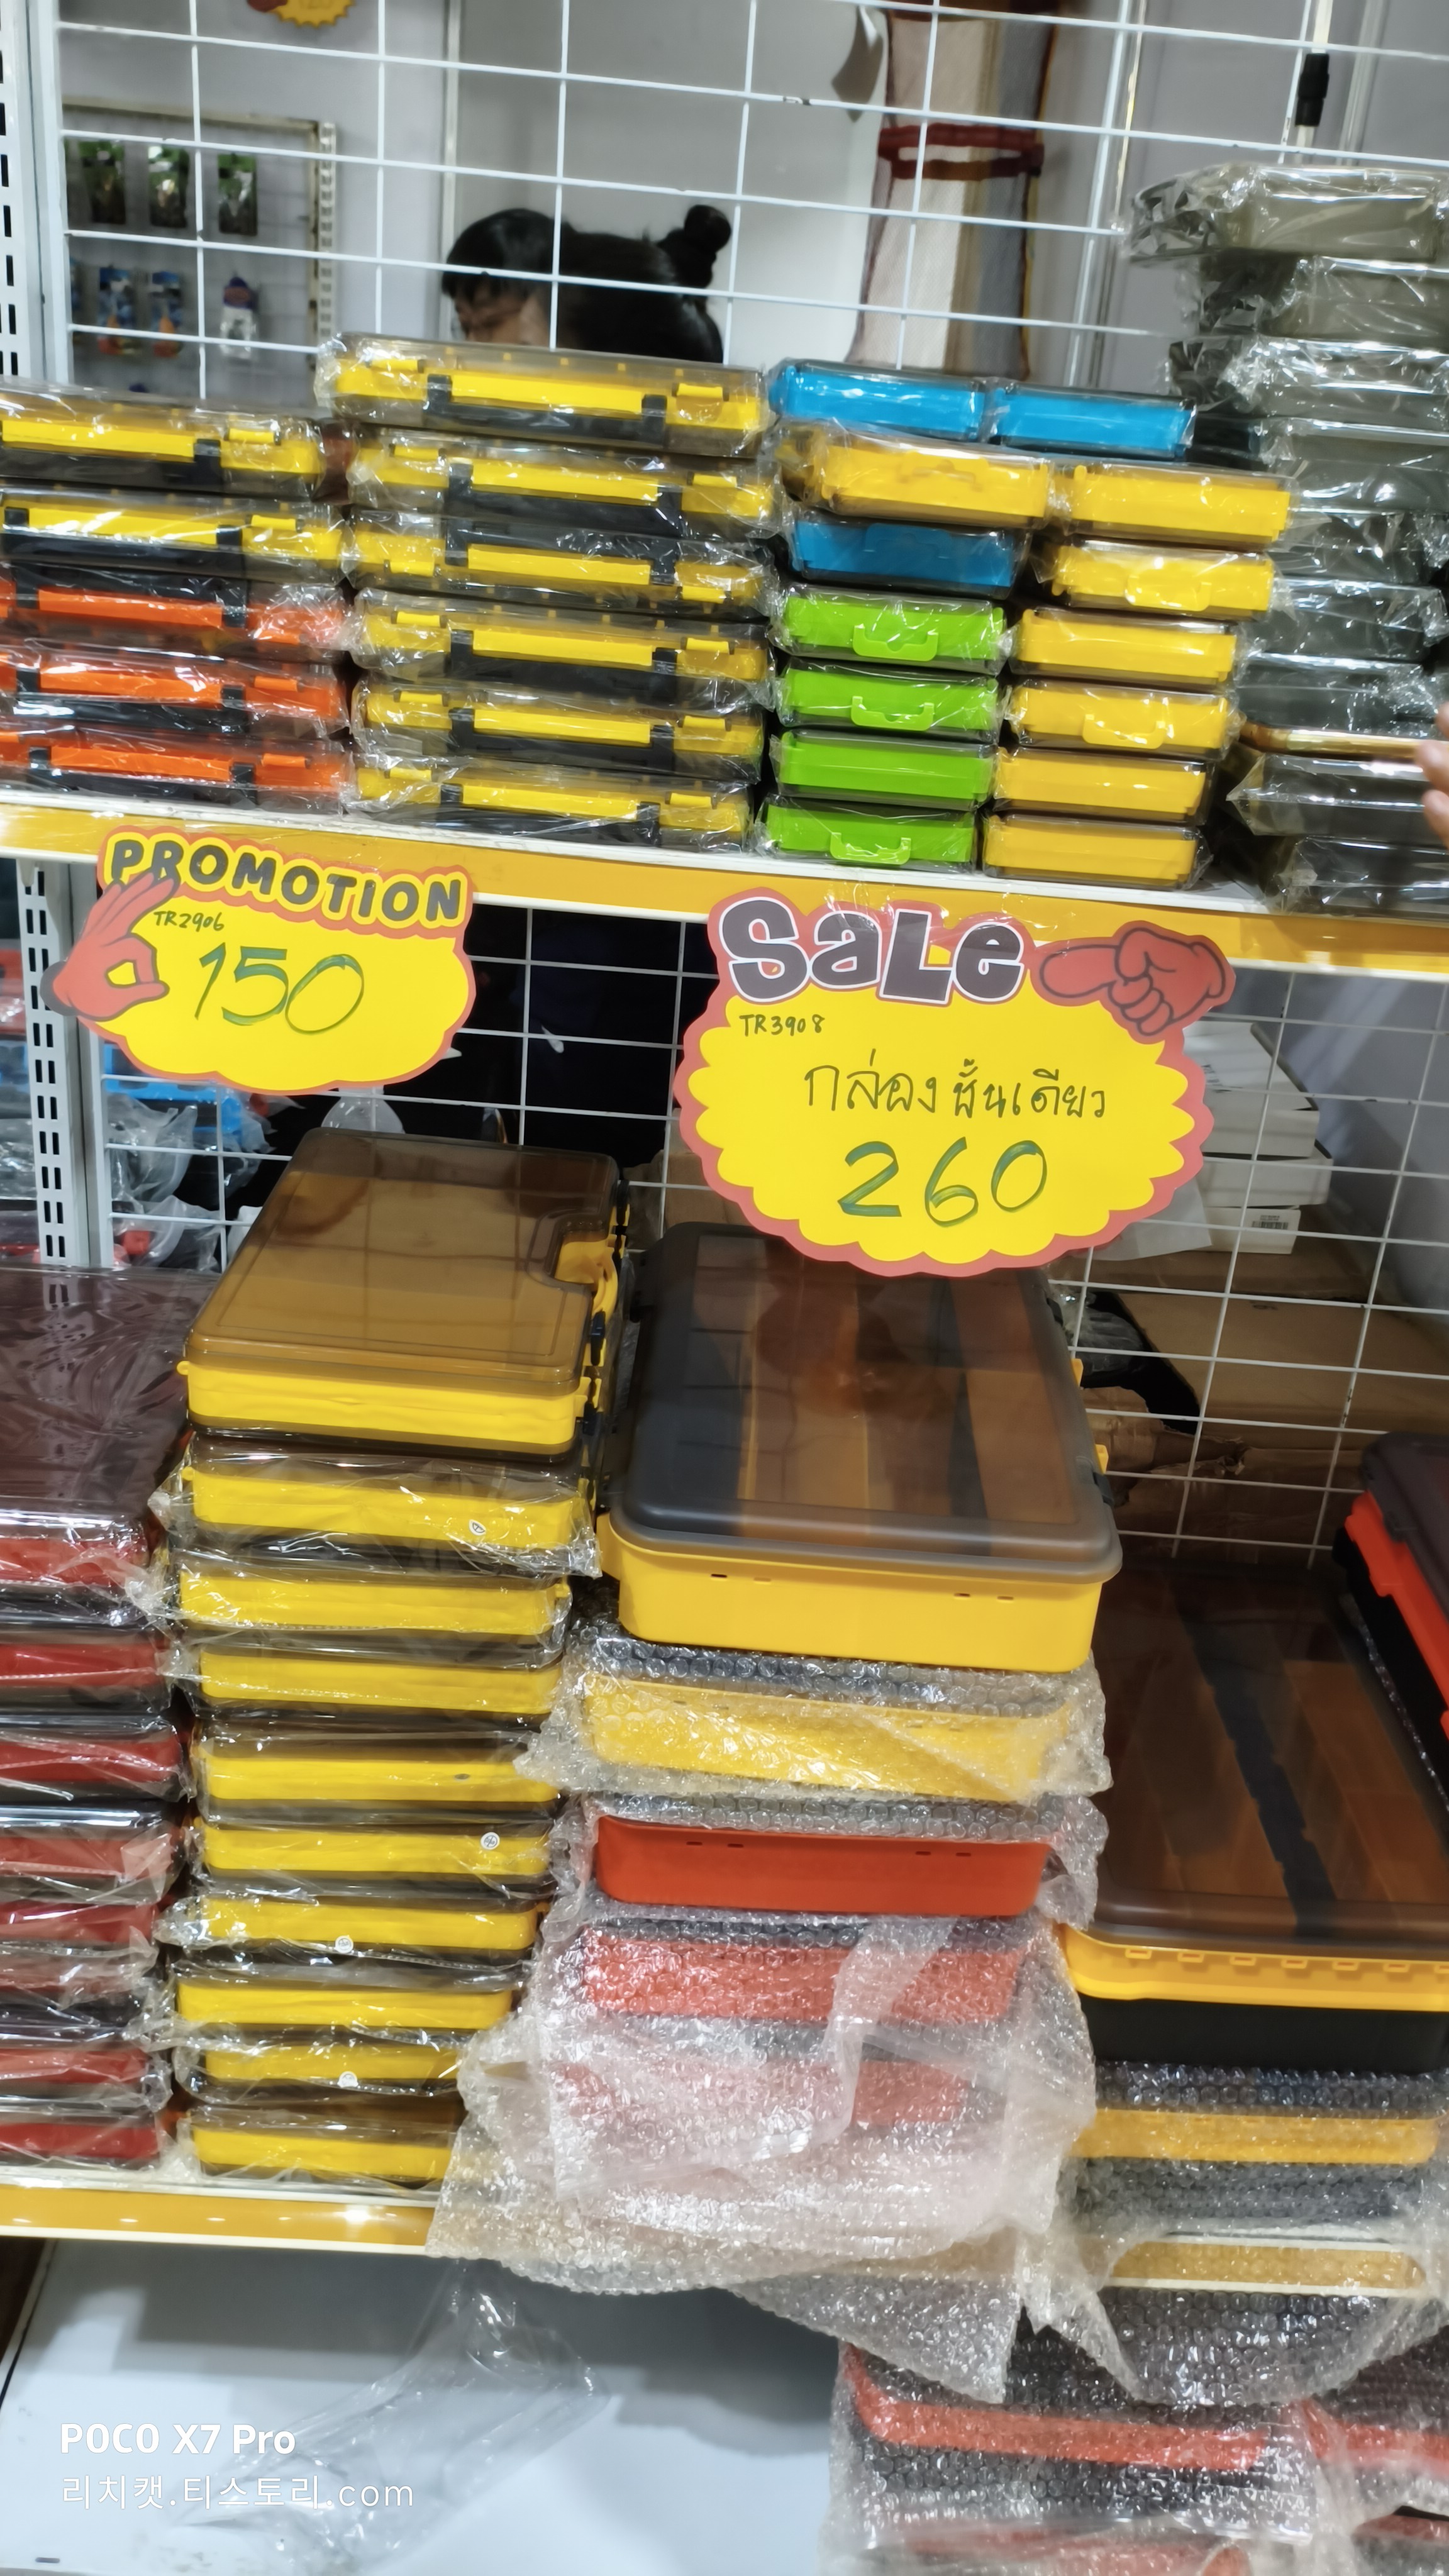 PROMOTION
TR2906
150
SaLe
TR3908
กล่องชั้นเดียว
260
POCO X7 Pro
리치캣.티스토리.com